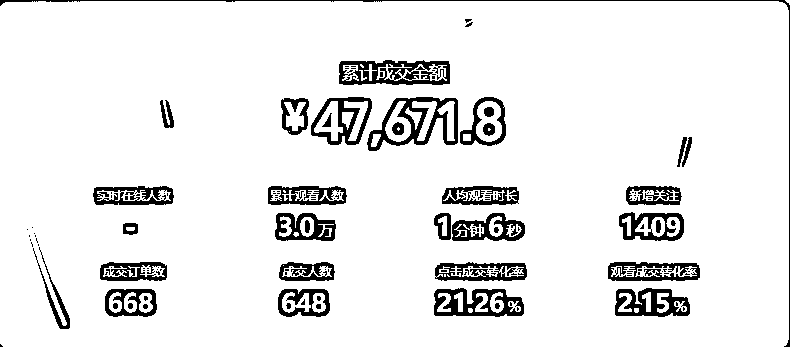 累计成交金额
¥47,671.8
实时在线人数 累计观看人数 人均观看时长 新增关注
- 3.0万 1分钟6秒 1409
成交订单数 成交人数 点击成交转化率 观看成交转化率
668 648 21.26% 2.15%